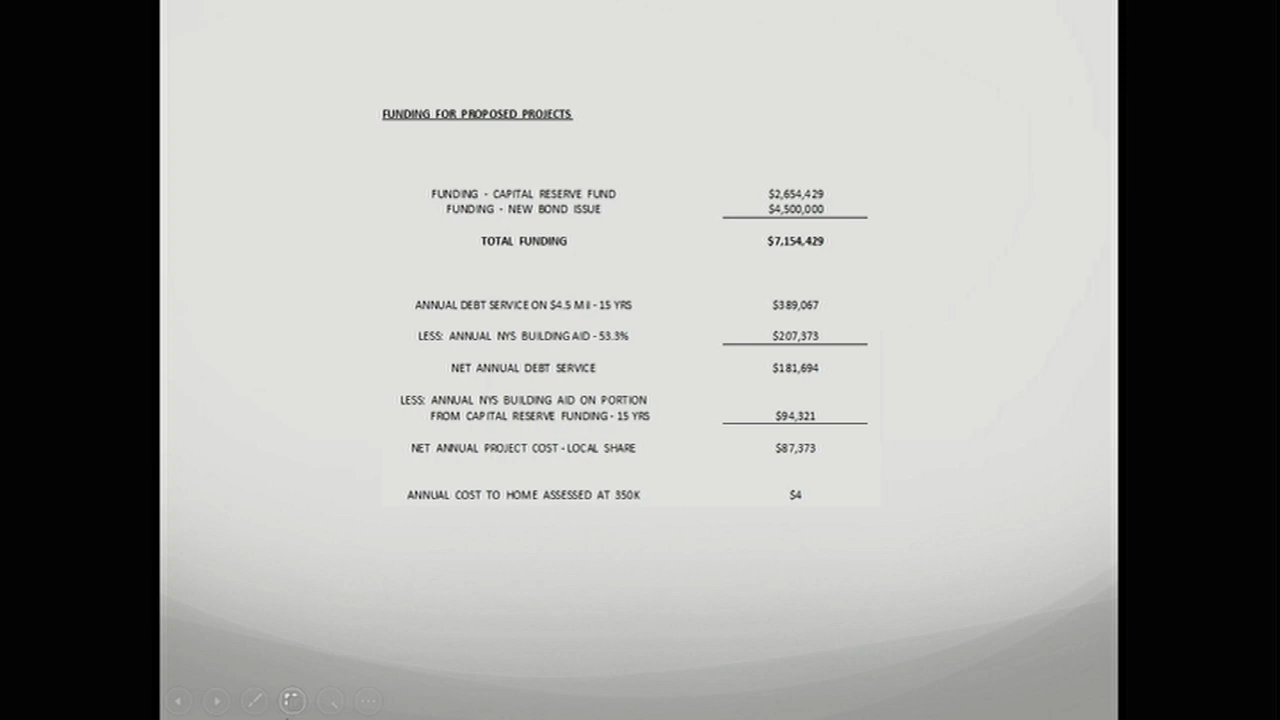 FUNDING FOR PROPOSED PROJECTS
FUNDING - CAPITAL RESERVE FUND $2,654,429
FUNDING - NEW BOND ISSUE $4,500,000
TOTAL FUNDING $7,154,429
ANNUAL DEBT SERVICE ON $4.5 Mil - 15 YRS $389,067
LESS: ANNUAL NYS BUILDING AID - 53.3% $207,373
NET ANNUAL DEBT SERVICE $181,694
LESS: ANNUAL NYS BUILDING AID ON PORTION
FROM CAPITAL RESERVE FUNDING - 15 YRS $94,321
NET ANNUAL PROJECT COST - LOCAL SHARE $87,373
ANNUAL COST TO HOME ASSESSED AT 350K $4